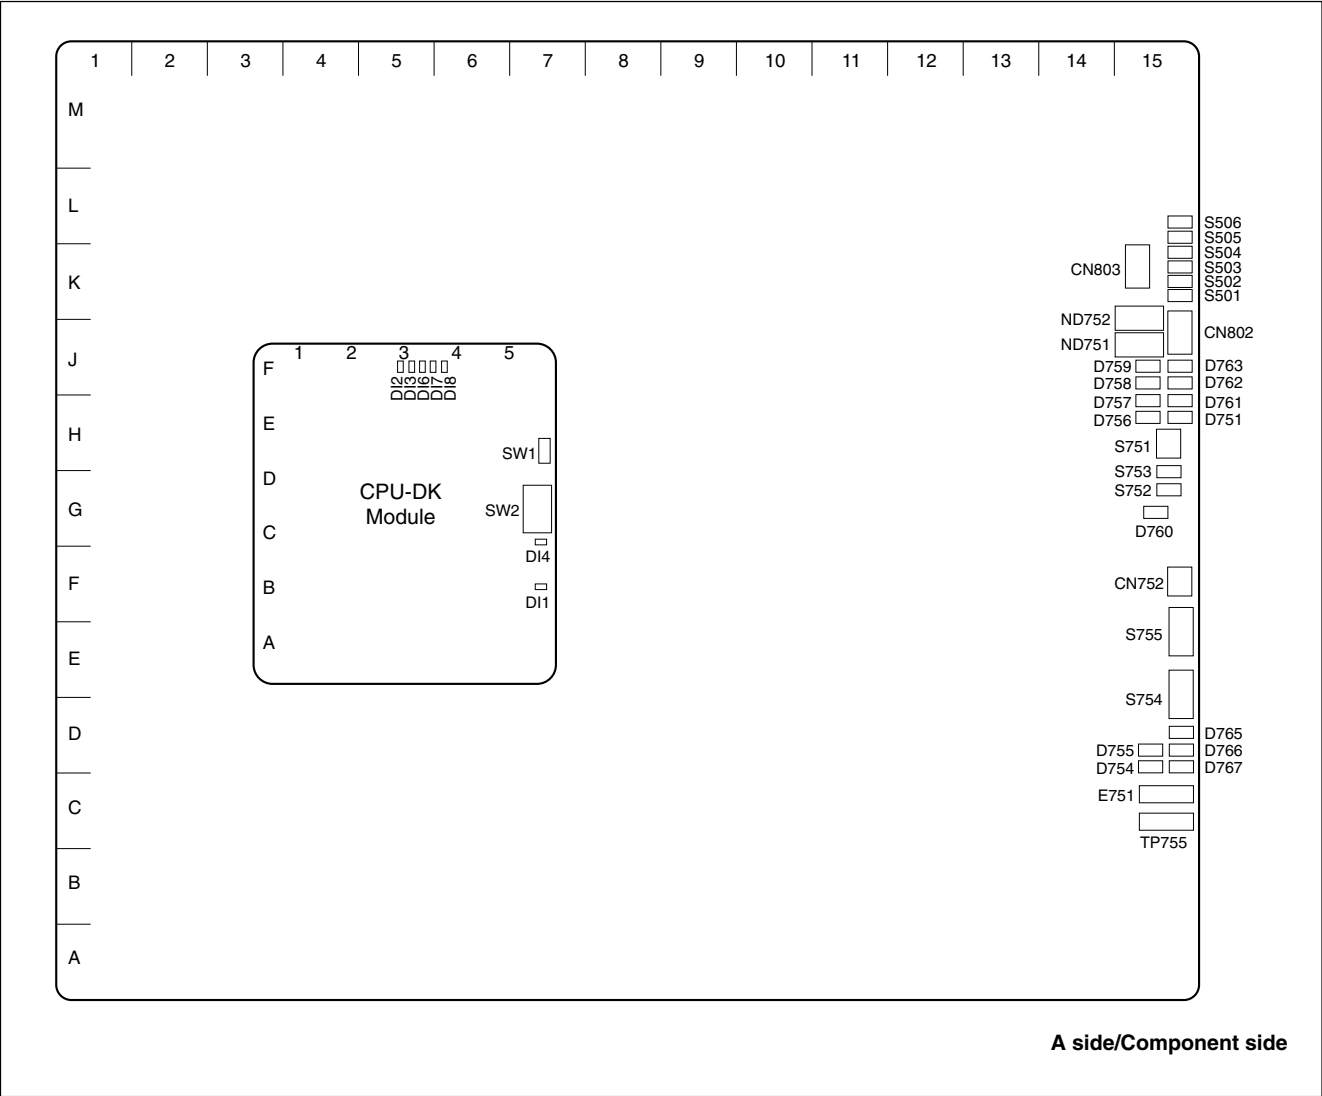 1 2 3 4 5 6 7 8 9 10 11 12 13 14 15
M
L
S506
S505
S504
CN803
S503
K
S502
S501
ND752
CN802
ND751
J
1 2 3 4 5
F
DI2
DI3
DI6
DI7
DI8
D759
D763
D758
D762
D757
D761
D756
D751
E
H
SW1
S751
D
S753
CPU-DK
Module
S752
G
SW2
C
D760
DI4
F
B
CN752
DI1
S755
A
E
S754
D
D765
D755
D766
D754
D767
E751
C
TP755
B
A
A side/Component side